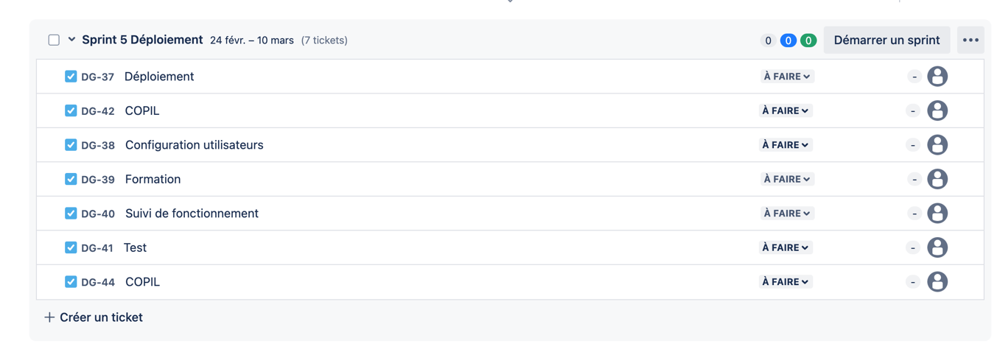 Sprint 5 Déploiement 24 févr. – 10 mars (7 tickets) 0 0 0 Démarrer un sprint
DG-37 Déploiement À FAIRE -
DG-42 COPIL À FAIRE -
DG-38 Configuration utilisateurs À FAIRE -
DG-39 Formation À FAIRE -
DG-40 Suivi de fonctionnement À FAIRE -
DG-41 Test À FAIRE -
DG-44 COPIL À FAIRE -
+ Créer un ticket